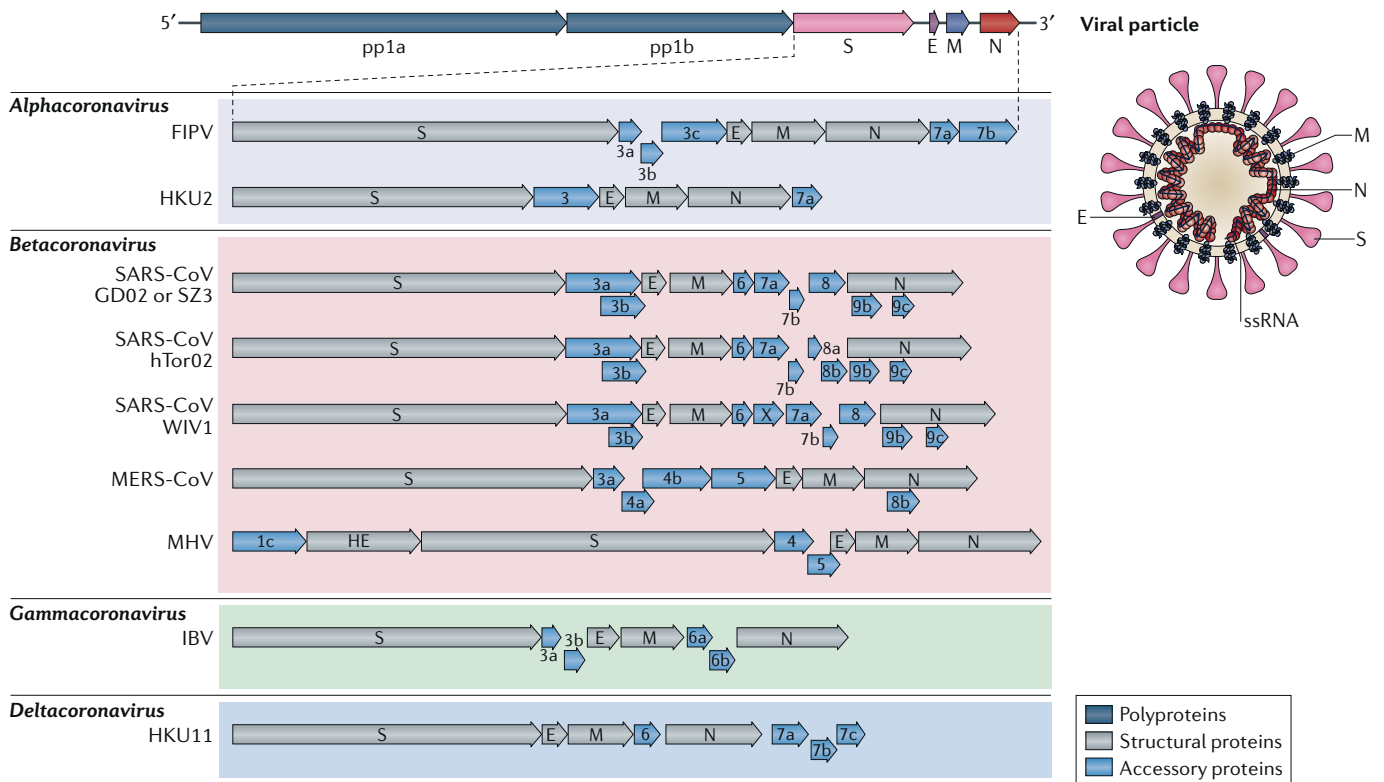 5′ 3′
pp1a pp1b S E M N
Viral particle
M
N
E
S
ssRNA
Alphacoronavirus
FIPV S 3a 3b 3c E M N 7a 7b
HKU2 S 3 E M N 7a
Betacoronavirus
SARS-CoV
GD02 or SZ3
S 3a E M 6 7a 8 N
3b 7b 9b 9c
SARS-CoV
hTor02
S 3a E M 6 7a 8a N
3b 7b 8b 9b 9c
SARS-CoV
WIV1
S 3a E M 6 X 7a 8 N
3b 7b 9b 9c
MERS-CoV S 3a 4b 5 E M N
4a 8b
MHV 1c HE S 4 E M N
5
Gammacoronavirus
IBV S 3a 3b E M 6a N
6b
Deltacoronavirus
HKU11 S E M 6 N 7a 7c
7b
Polyproteins
Structural proteins
Accessory proteins